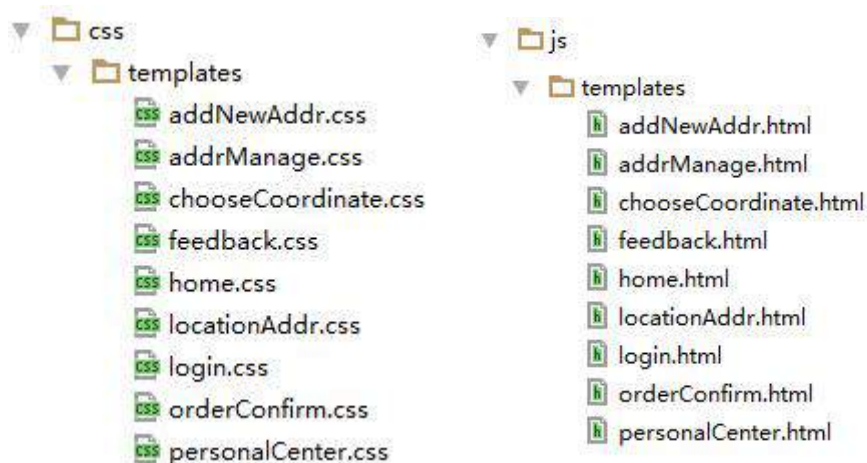 css
templates
addNewAddr.css
addrManage.css
chooseCoordinate.css
feedback.css
home.css
locationAddr.css
login.css
orderConfirm.css
personalCenter.css
js
templates
addNewAddr.html
addrManage.html
chooseCoordinate.html
feedback.html
home.html
locationAddr.html
login.html
orderConfirm.html
personalCenter.html